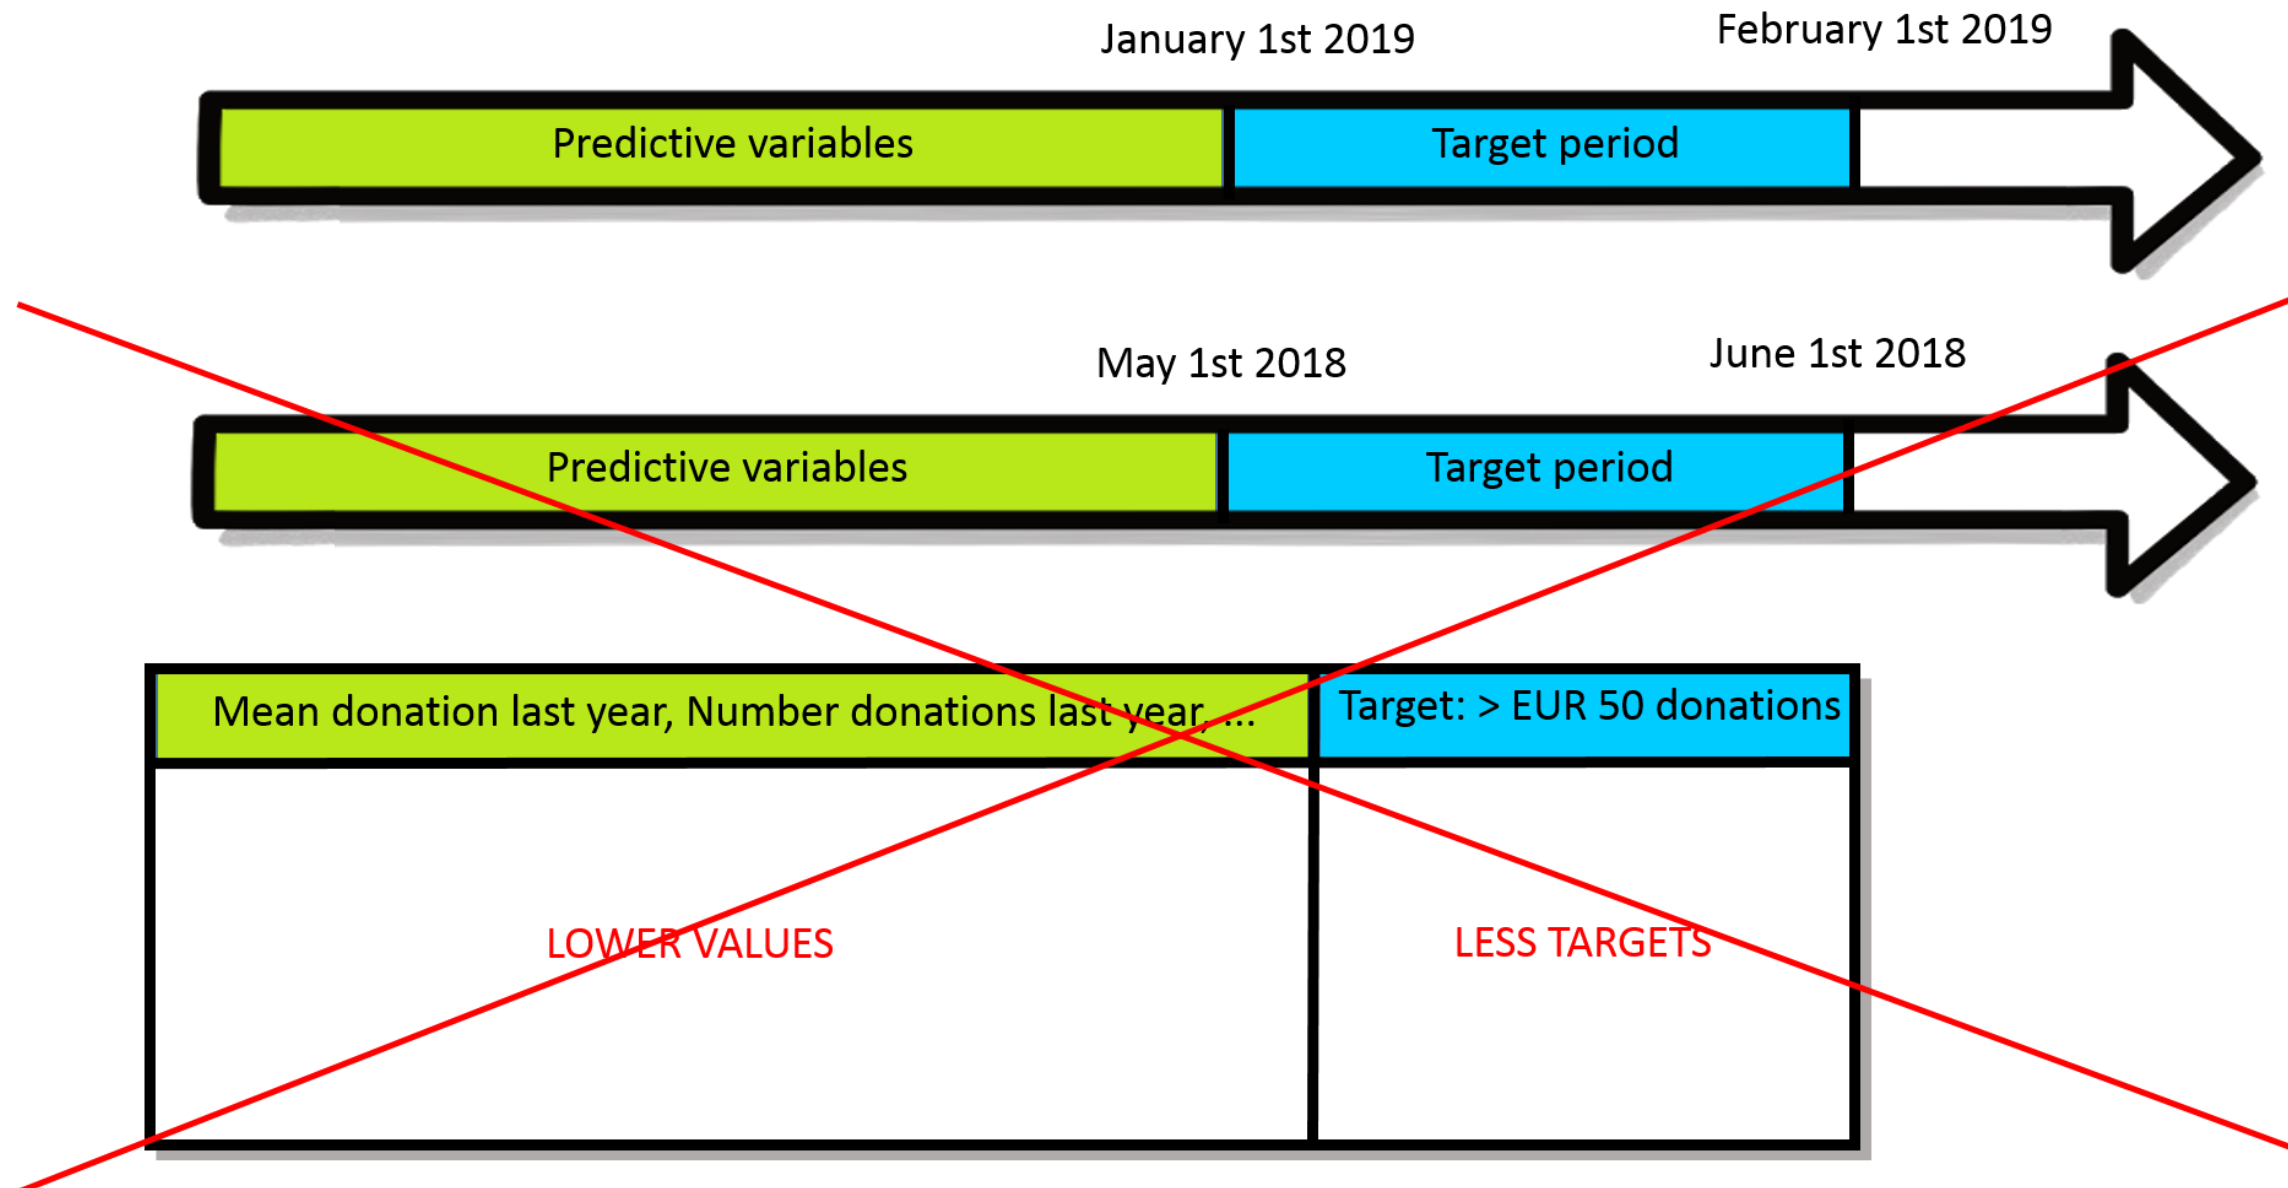 January 1st 2019
February 1st 2019
Predictive variables
Target period
May 1st 2018
June 1st 2018
Predictive variables
Target period
Mean donation last year, Number donations last year, ...
Target: > EUR 50 donations
LOWER VALUES
LESS TARGETS